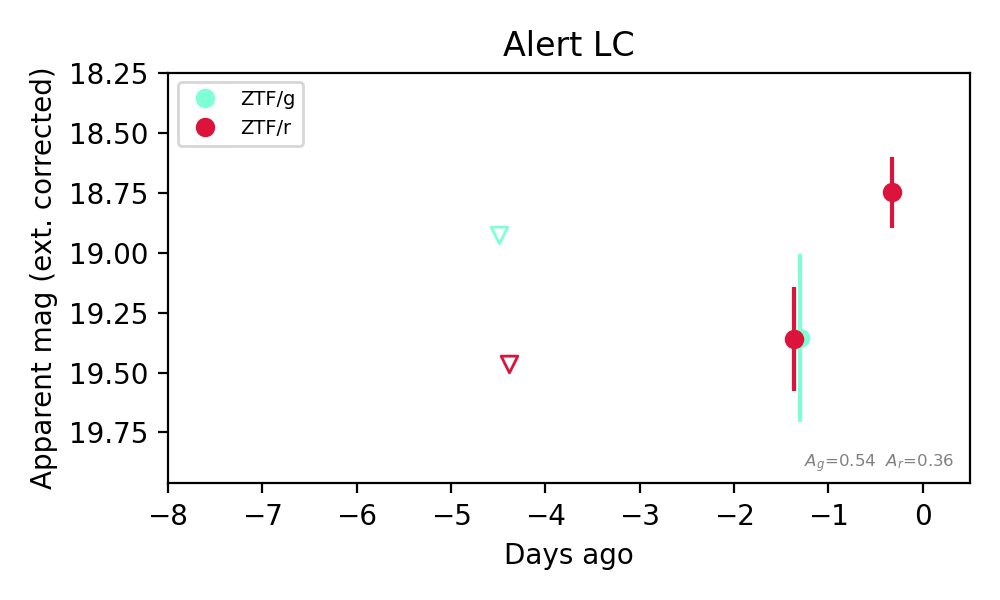 Alert LC
Apparent mag (ext. corrected)
18.25
18.50
18.75
19.00
19.25
19.50
19.75
ZTF/g
ZTF/r
A_g=0.54 A_r=0.36
−8 −7 −6 −5 −4 −3 −2 −1 0
Days ago